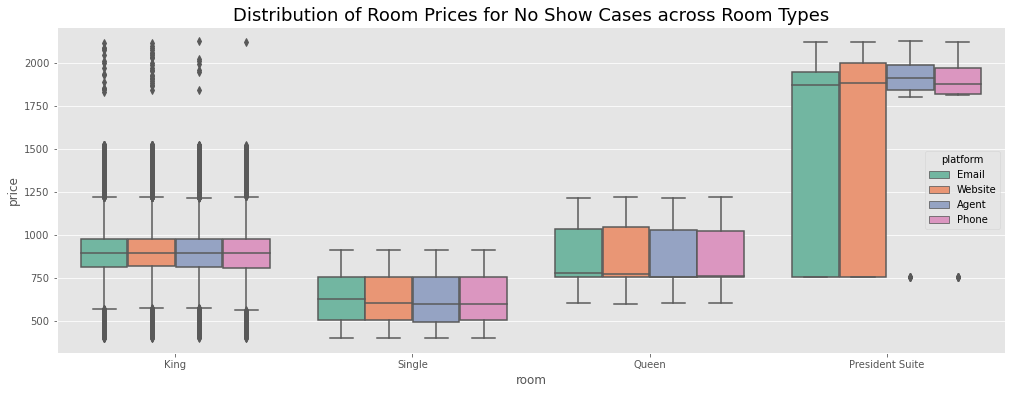 Distribution of Room Prices for No Show Cases across Room Types
price
2000
1750
1500
1250
1000
750
500
platform
Email
Website
Agent
Phone
King Single Queen President Suite
room